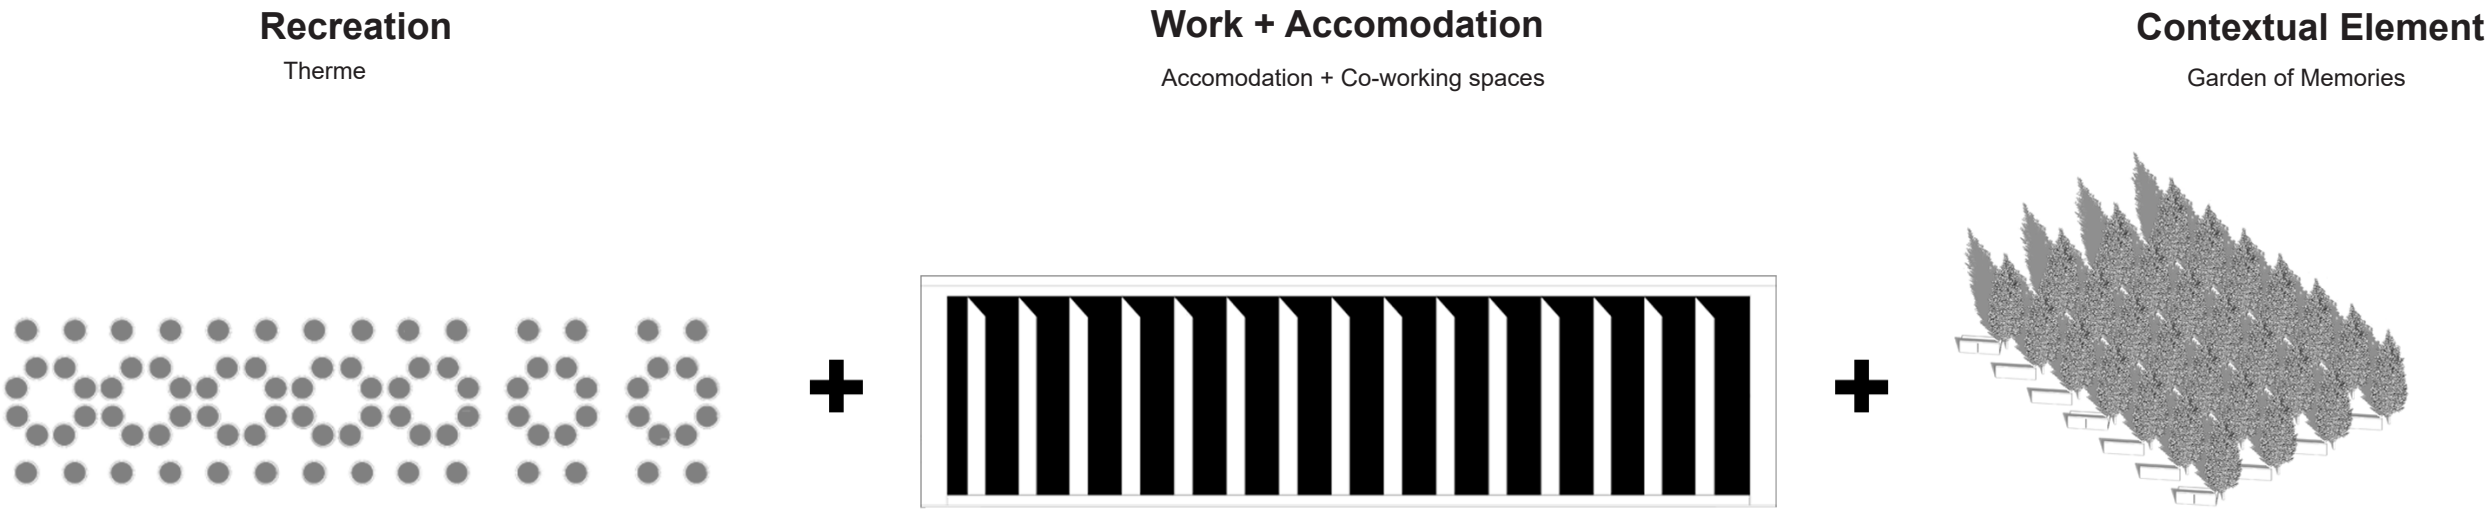 Recreation
Therme
Work + Accomodation
Accomodation + Co-working spaces
Contextual Element
Garden of Memories